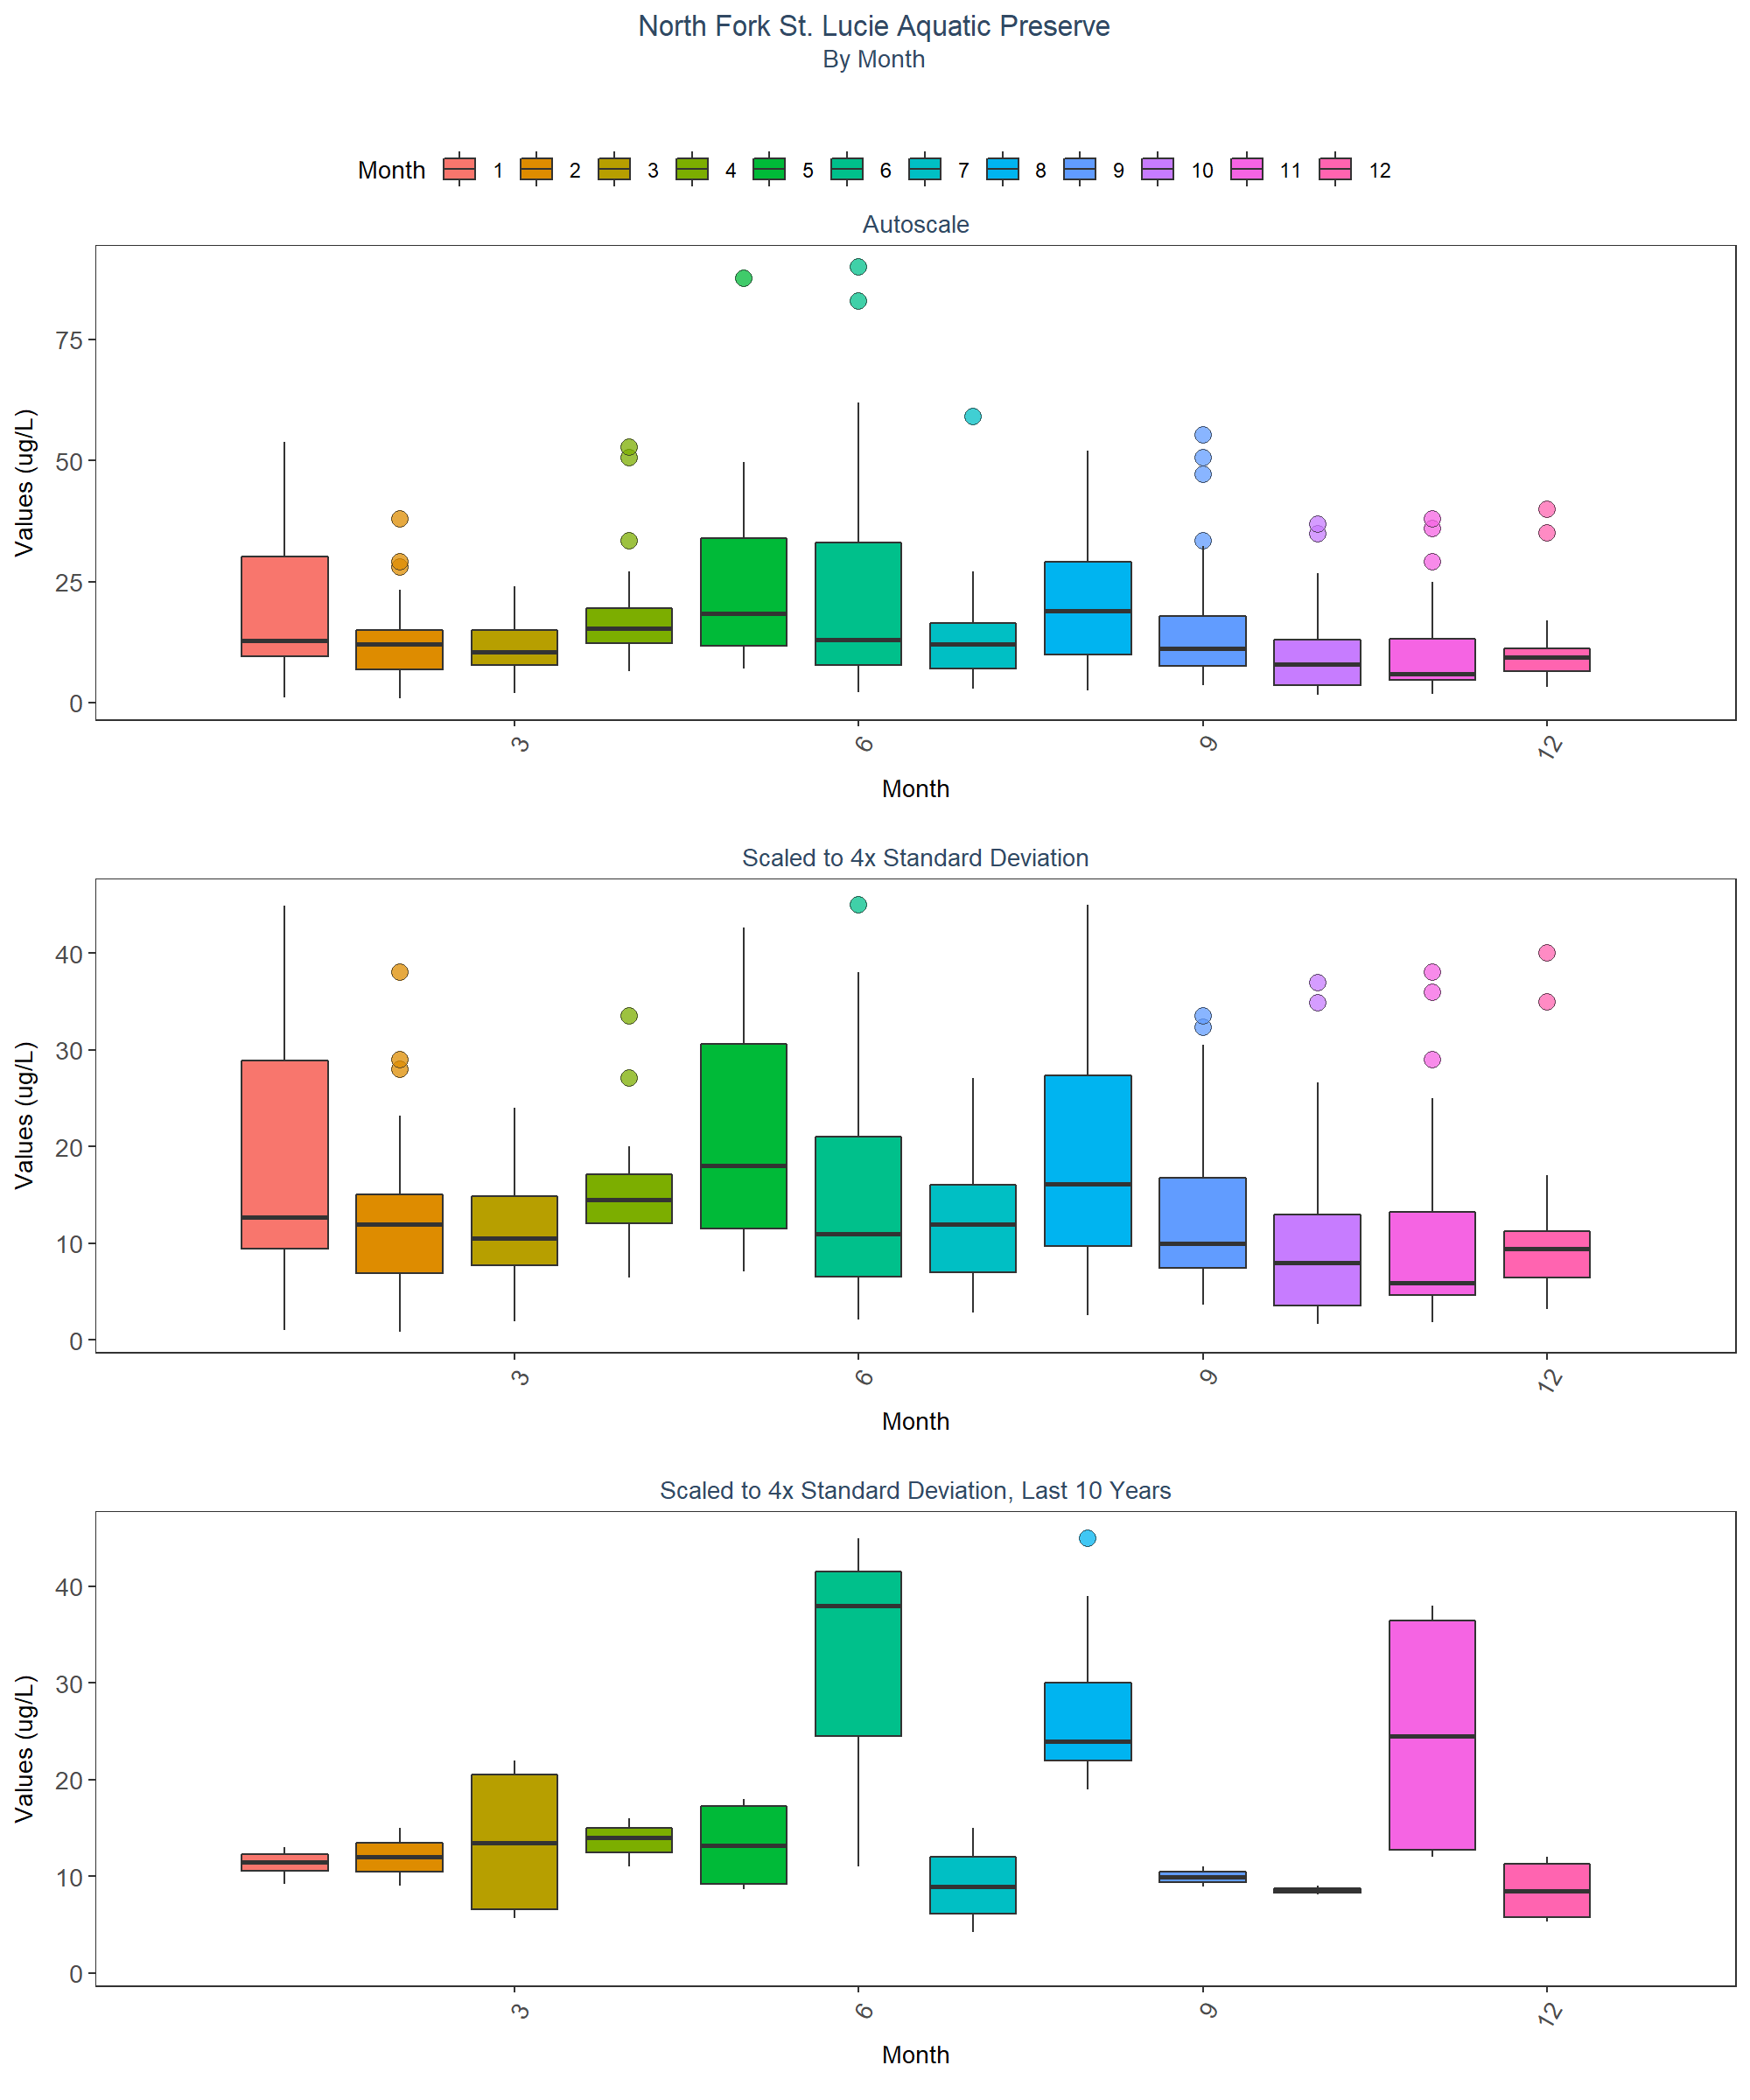 North Fork St. Lucie Aquatic Preserve
By Month
Month 1 2 3 4 5 6 7 8 9 10 11 12
Autoscale
Values (ug/L)
75
50
25
0
3 6 9 12
Month
Scaled to 4x Standard Deviation
Values (ug/L)
40
30
20
10
0
3 6 9 12
Month
Scaled to 4x Standard Deviation, Last 10 Years
Values (ug/L)
40
30
20
10
0
3 6 9 12
Month